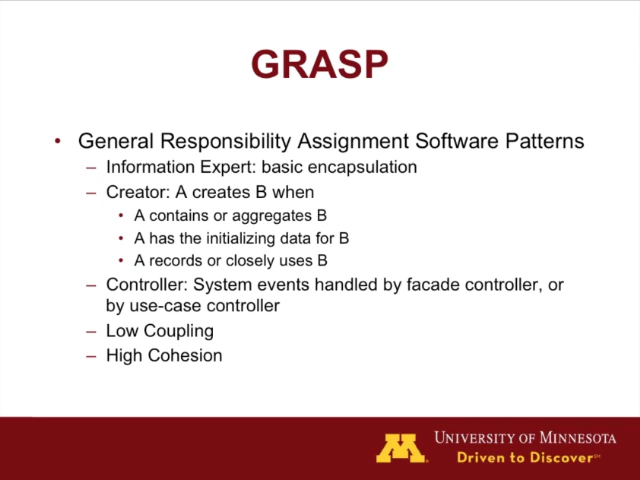 GRASP
• General Responsibility Assignment Software Patterns
– Information Expert: basic encapsulation
– Creator: A creates B when
• A contains or aggregates B
• A has the initializing data for B
• A records or closely uses B
– Controller: System events handled by facade controller, or
by use-case controller
– Low Coupling
– High Cohesion
M
UNIVERSITY OF MINNESOTA
Driven to Discover℠